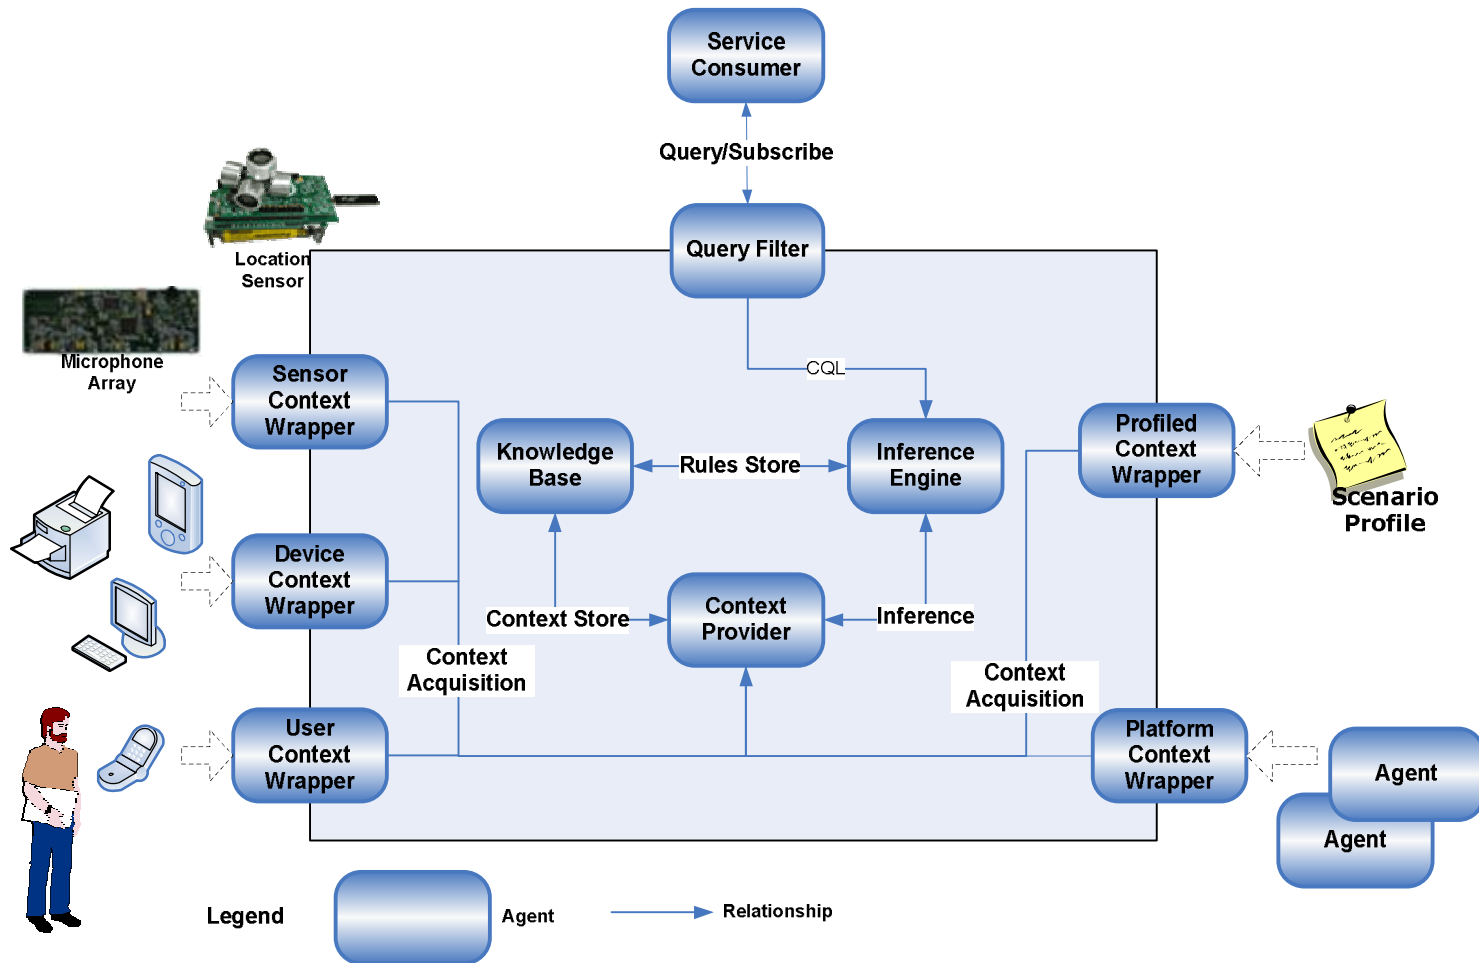 Service
Consumer
Query/Subscribe
Query Filter
Location
Sensor
Microphone
Array
CQL
Sensor
Context
Wrapper
Knowledge
Base
Rules Store
Inference
Engine
Profiled
Context
Wrapper
Scenario
Profile
Device
Context
Wrapper
Context Store
Context
Provider
Inference
Context
Acquisition
Context
Acquisition
User
Context
Wrapper
Platform
Context
Wrapper
Agent
Agent
Legend
Agent
Relationship